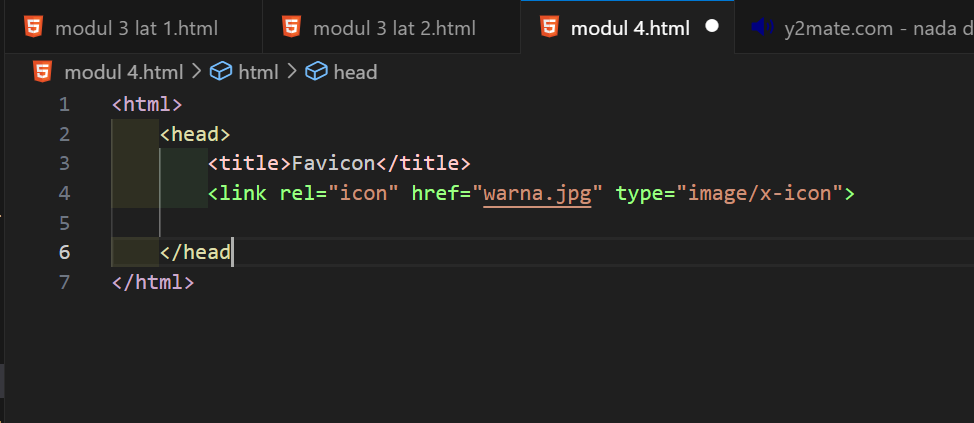 modul 3 lat 1.html modul 3 lat 2.html modul 4.html y2mate.com - nada d
modul 4.html > html > head
1 <html>
2 <head>
3 <title>Favicon</title>
4 <link rel="icon" href="warna.jpg" type="image/x-icon">
5
6 </head
7 </html>